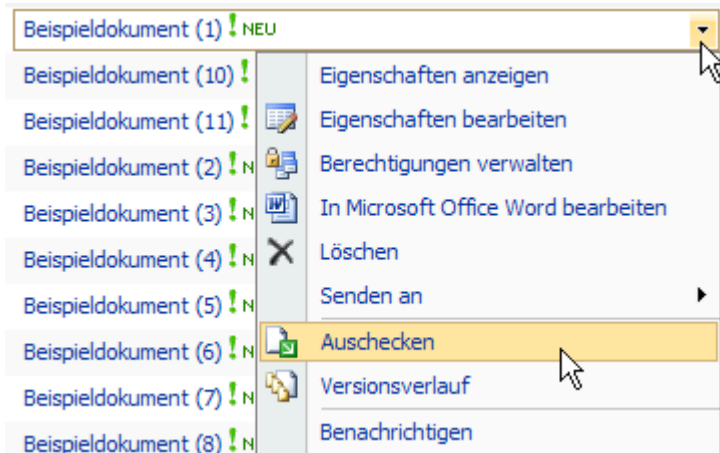 Beispieldokument (1) ! NEU
Beispieldokument (10) !
Beispieldokument (11) !
Beispieldokument (2) ! N
Beispieldokument (3) ! N
Beispieldokument (4) ! N
Beispieldokument (5) ! N
Beispieldokument (6) ! N
Beispieldokument (7) ! N
Beispieldokument (8) ! N
Eigenschaften anzeigen
Eigenschaften bearbeiten
Berechtigungen verwalten
In Microsoft Office Word bearbeiten
Löschen
Senden an
Auschecken
Versionsverlauf
Benachrichtigen